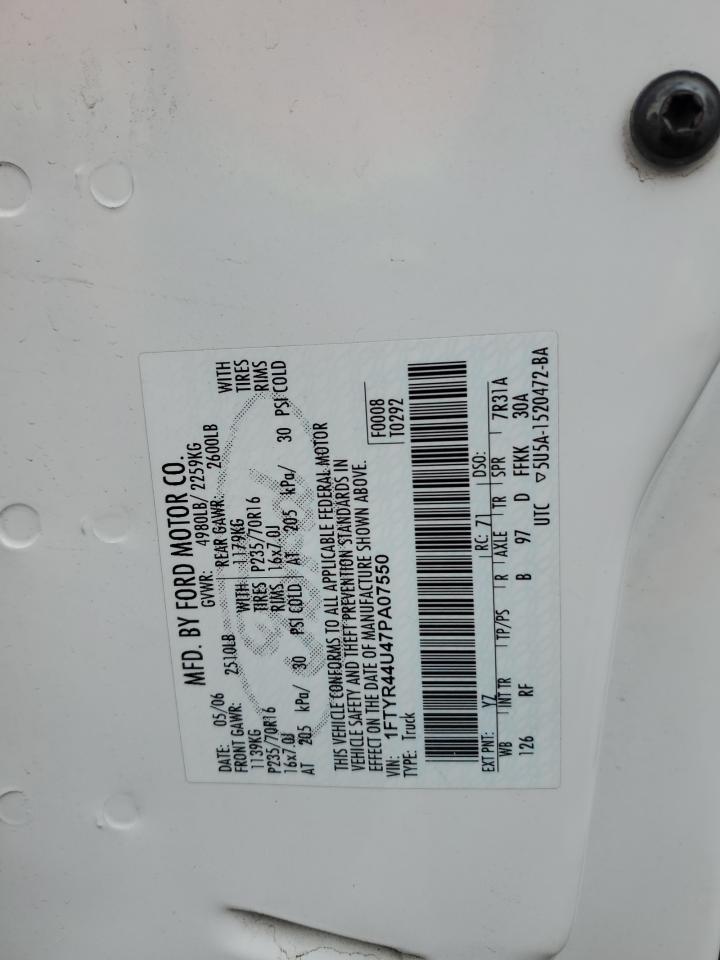 MFD. BY FORD MOTOR CO.
DATE: 05/06 GVWR: 4980LB/ 2259KG
FRONT GAWR: 2510LB REAR GAWR: 2600LB
1139KG WITH 1179KG WITH
P235/70R16 TIRES P235/70R16 TIRES
16x7.0J RIMS 16x7.0J RIMS
AT 205 kPa/ 30 PSI COLD AT 205 kPa/ 30 PSI COLD
THIS VEHICLE CONFORMS TO ALL APPLICABLE FEDERAL MOTOR
VEHICLE SAFETY AND THEFT PREVENTION STANDARDS IN
EFFECT ON THE DATE OF MANUFACTURE SHOWN ABOVE.
VIN: 1FTYR44U47PA07550 F0008
TYPE: Truck T0292
EXT PNT: YZ RC: 71 DSO:
WB INT TR TP/PS R AXLE TR SPR 7R31A
126 RF B 97 D FFKK 30A
UTC ▽5U5A-1520472-BA